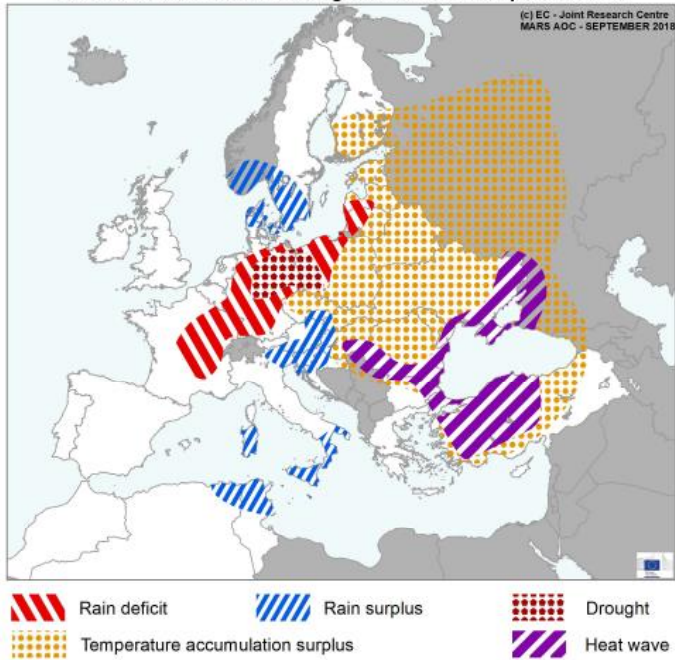 (c) EC - Joint Research Centre
MARS AOC - SEPTEMBER 2018
Rain deficit
Rain surplus
Drought
Temperature accumulation surplus
Heat wave